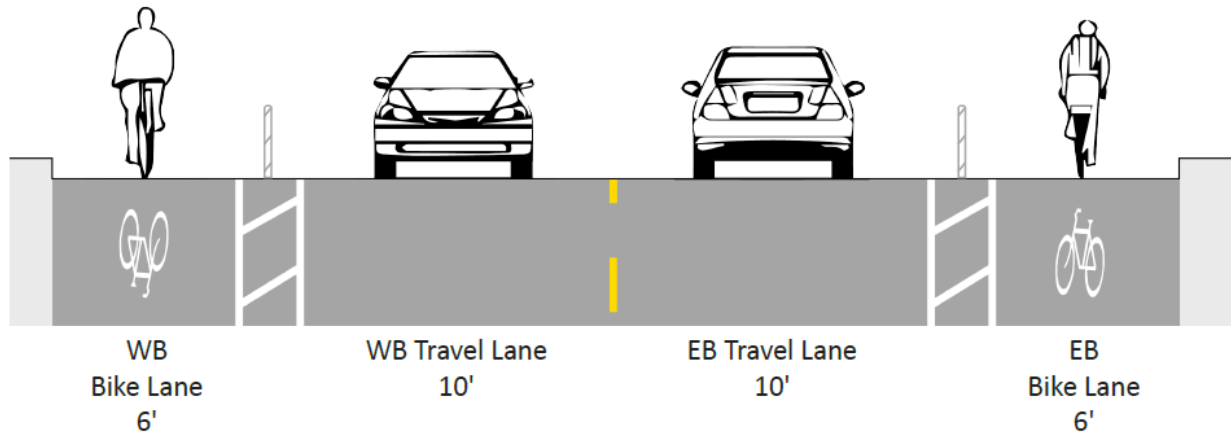 WB
Bike Lane
6'
WB Travel Lane
10'
EB Travel Lane
10'
EB
Bike Lane
6'